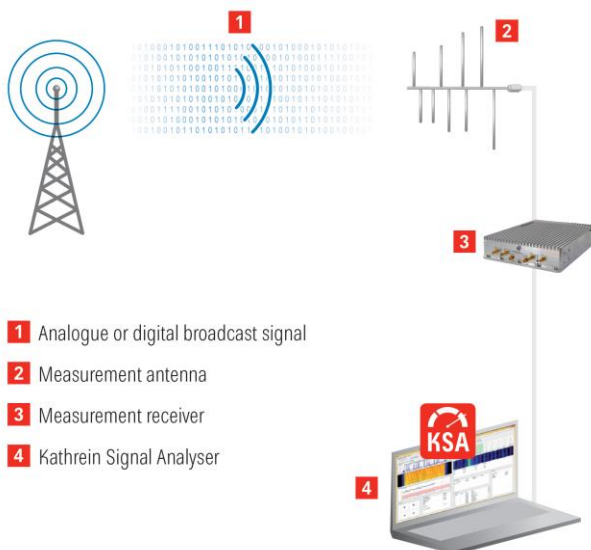 1
2
3
1 Analogue or digital broadcast signal
2 Measurement antenna
3 Measurement receiver
4 Kathrein Signal Analyser
KSA
4